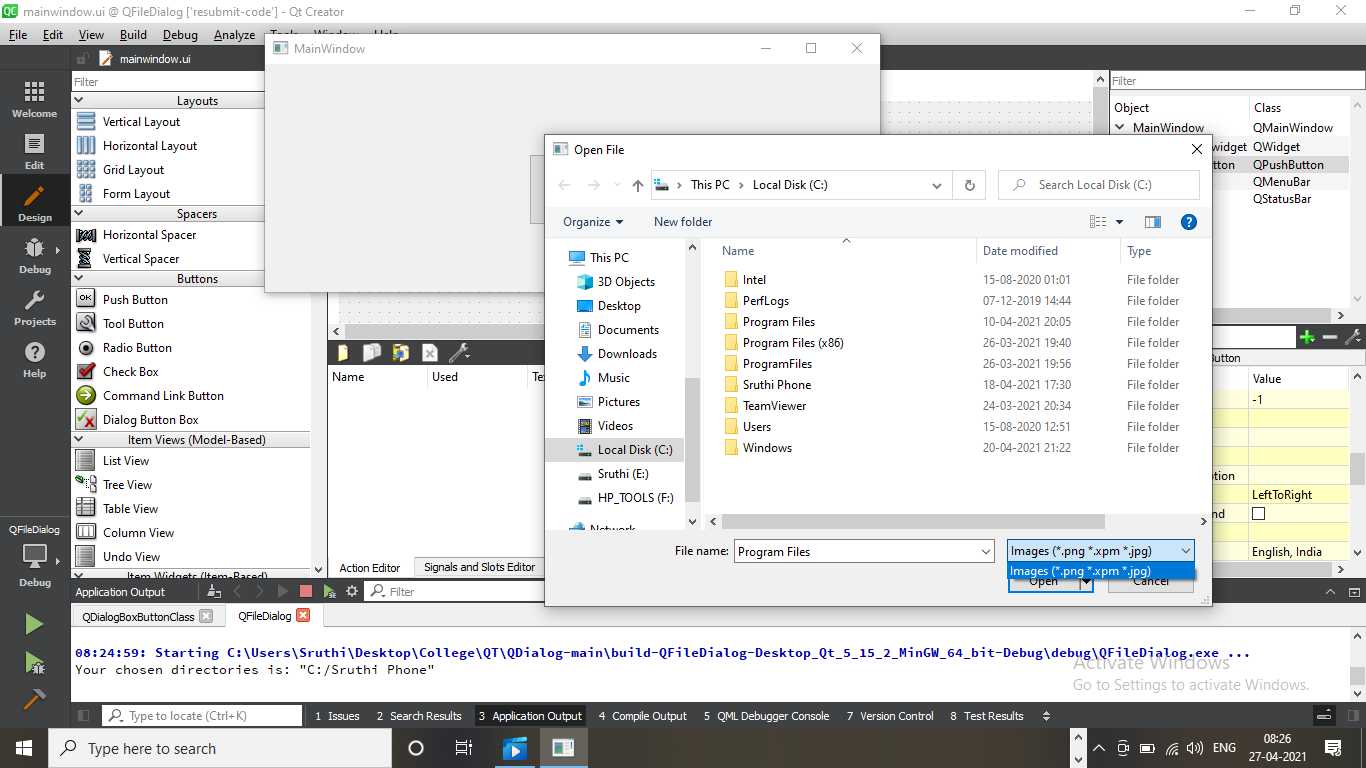 mainwindow.ui @ QFileDialog ['resubmit-code'] - Qt Creator
File Edit View Build Debug Analyze Tools Window Help
mainwindow.ui
Filter
Layouts
Vertical Layout
Horizontal Layout
Grid Layout
Form Layout
Spacers
Horizontal Spacer
Vertical Spacer
Buttons
Push Button
Tool Button
Radio Button
Check Box
Command Link Button
Dialog Button Box
Item Views (Model-Based)
List View
Tree View
Table View
Column View
Undo View
Item Widgets (Item-Based)
Welcome
Edit
Design
Debug
Projects
Help
QFileDialog
Debug
MainWindow
Open File
This PC › Local Disk (C:)
Search Local Disk (C:)
Organize New folder
This PC
3D Objects
Desktop
Documents
Downloads
Music
Pictures
Videos
Local Disk (C:)
Sruthi (E:)
HP_TOOLS (F:)
Network
Name Date modified Type
Intel 15-08-2020 01:01 File folder
PerfLogs 07-12-2019 14:44 File folder
Program Files 10-04-2021 20:05 File folder
Program Files (x86) 26-03-2021 19:40 File folder
ProgramFiles 26-03-2021 19:56 File folder
Sruthi Phone 18-04-2021 17:30 File folder
TeamViewer 24-03-2021 20:34 File folder
Users 15-08-2020 12:51 File folder
Windows 20-04-2021 21:22 File folder
File name: Program Files
Images (*.png *.xpm *.jpg)
Images (*.png *.xpm *.jpg)
Open Cancel
Filter
Object Class
MainWindow QMainWindow
widget QWidget
tton QPushButton
QMenuBar
QStatusBar
Button
Value
-1
tion
LeftToRight
nd
English, India
Name Used Te
Action Editor Signals and Slots Editor
Application Output
Filter
QDialogBoxButtonClass QFileDialog
08:24:59: Starting C:\Users\Sruthi\Desktop\College\QT\QDialog-main\build-QFileDialog-Desktop_Qt_5_15_2_MinGW_64_bit-Debug\debug\QFileDialog.exe ...
Your chosen directories is: "C:/Sruthi Phone"
Activate Windows
Go to Settings to activate Windows.
Type to locate (Ctrl+K) 1 Issues 2 Search Results 3 Application Output 4 Compile Output 5 QML Debugger Console 7 Version Control 8 Test Results
Type here to search
ENG
08:26
27-04-2021